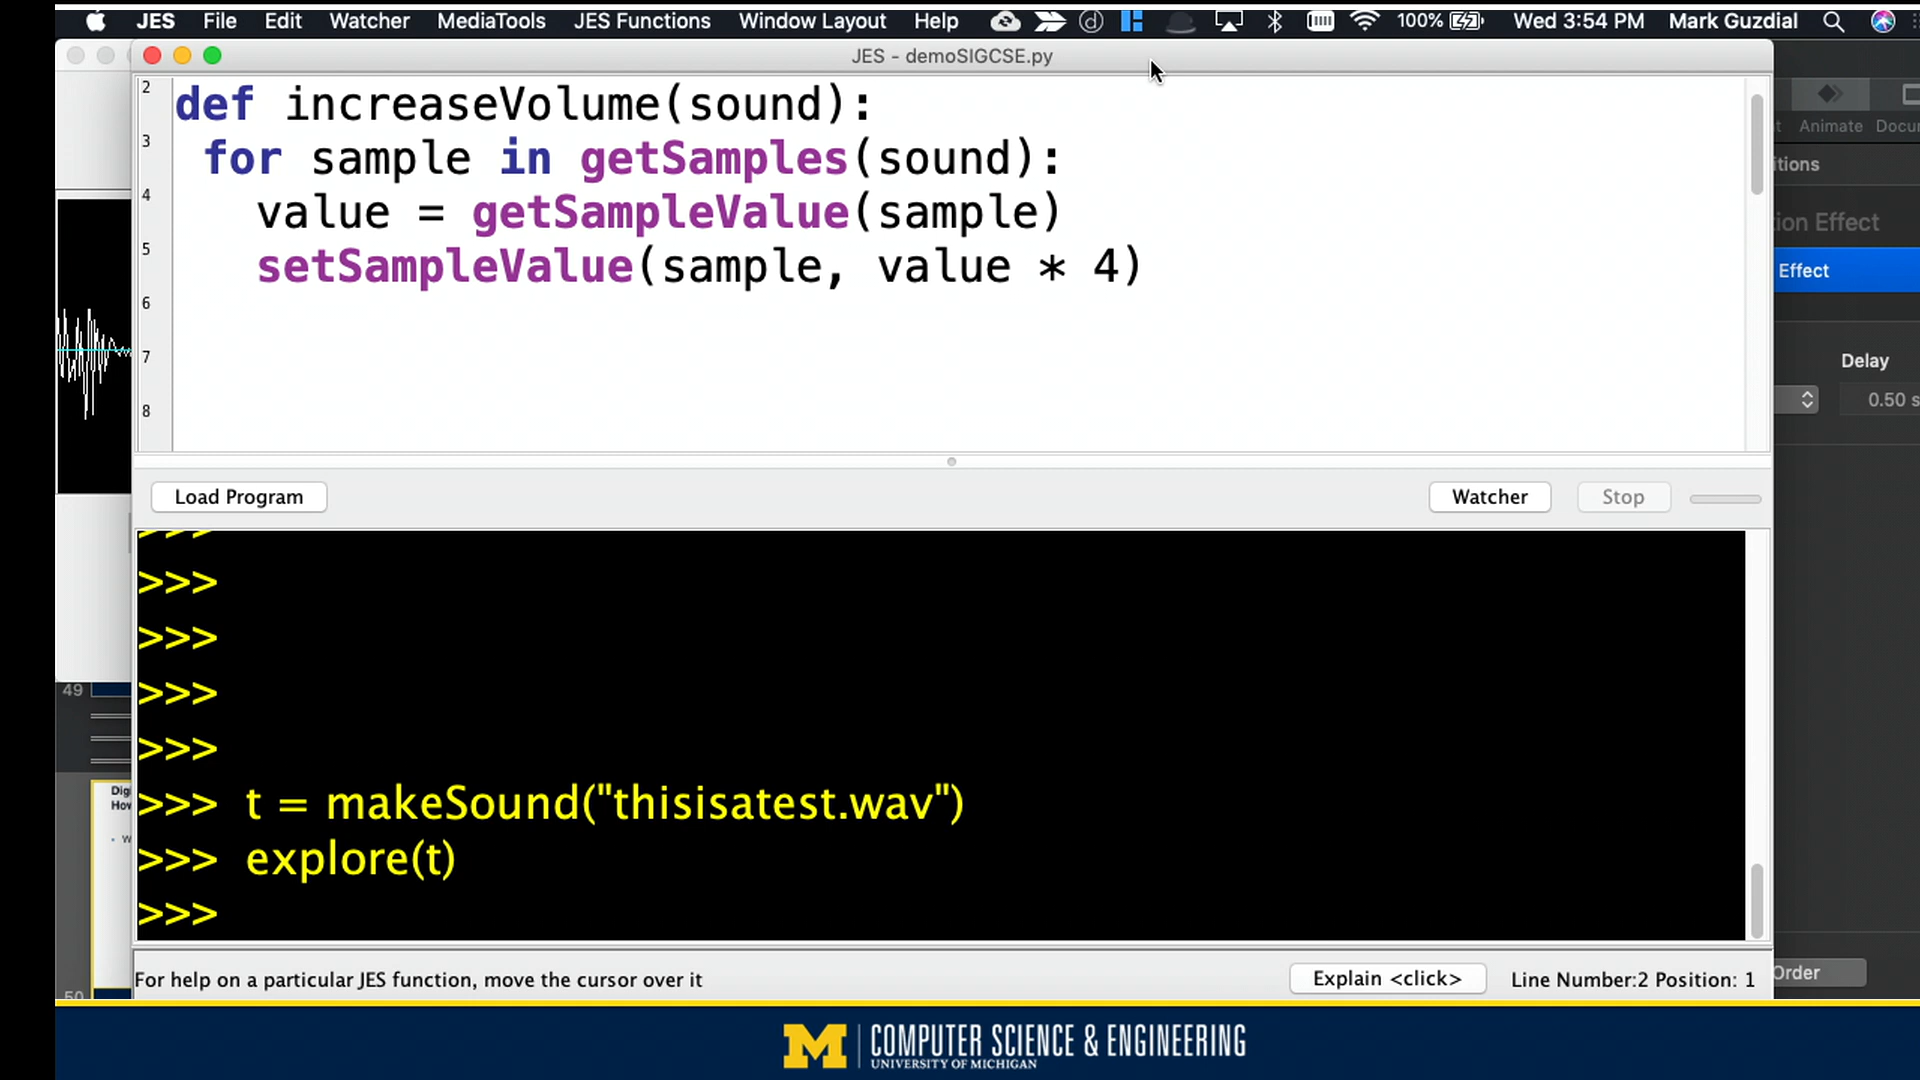 JES File Edit Watcher MediaTools JES Functions Window Layout Help 100% Wed 3:54 PM Mark Guzdial
JES - demoSIGCSE.py
2 def increaseVolume(sound):
3 for sample in getSamples(sound):
4 value = getSampleValue(sample)
5 setSampleValue(sample, value * 4)
6
7
8
Animate
Effect
Effect
Delay
0.50 s
Load Program Watcher Stop
>>>
>>>
>>>
>>>
>>>
>>> t = makeSound("thisisatest.wav")
>>> explore(t)
>>>
49
50
Order
For help on a particular JES function, move the cursor over it Explain <click> Line Number:2 Position: 1
M COMPUTER SCIENCE & ENGINEERING
UNIVERSITY OF MICHIGAN